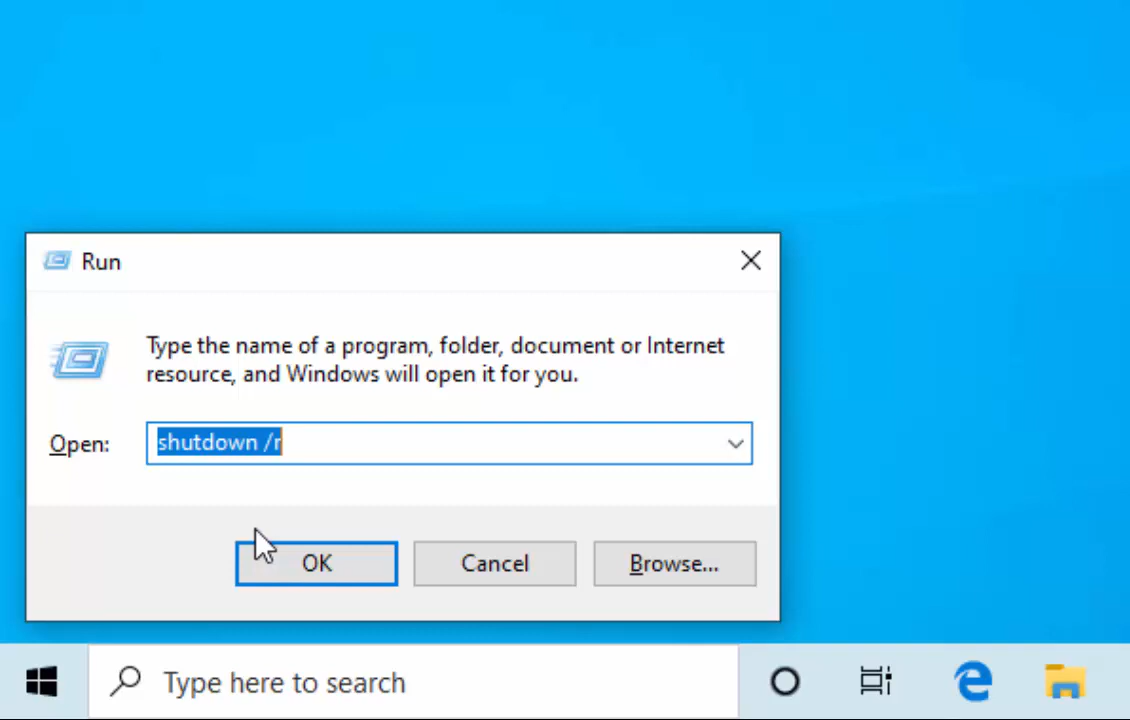 Run
Type the name of a program, folder, document or Internet
resource, and Windows will open it for you.
Open: shutdown /r
OK Cancel Browse...
Type here to search